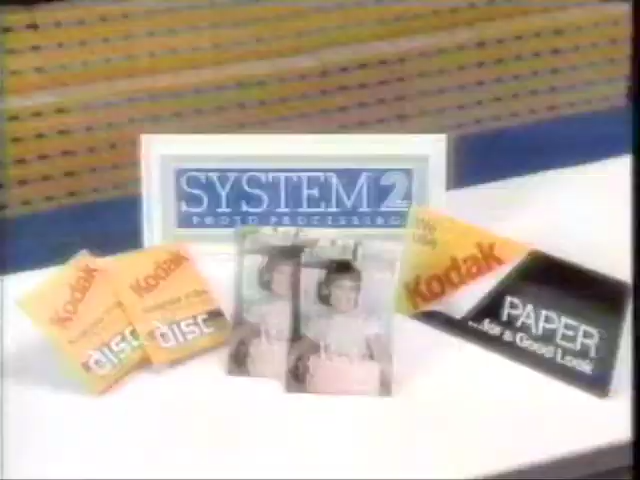 SYSTEM 2
PHOTO PROCESSING
Kodak
disc
Kodak
disc
Kodak
PAPER
...for a Good Look